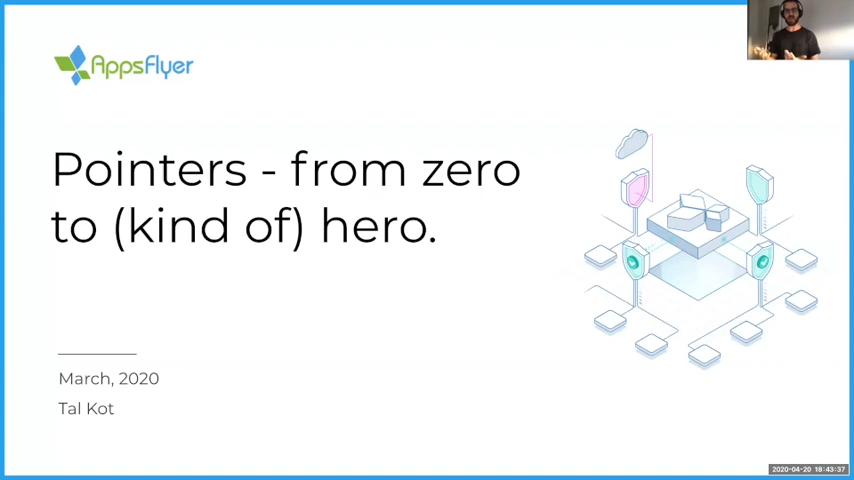 AppsFlyer
Pointers - from zero
to (kind of) hero.
March, 2020
Tal Kot
2020-04-20 18:43:37